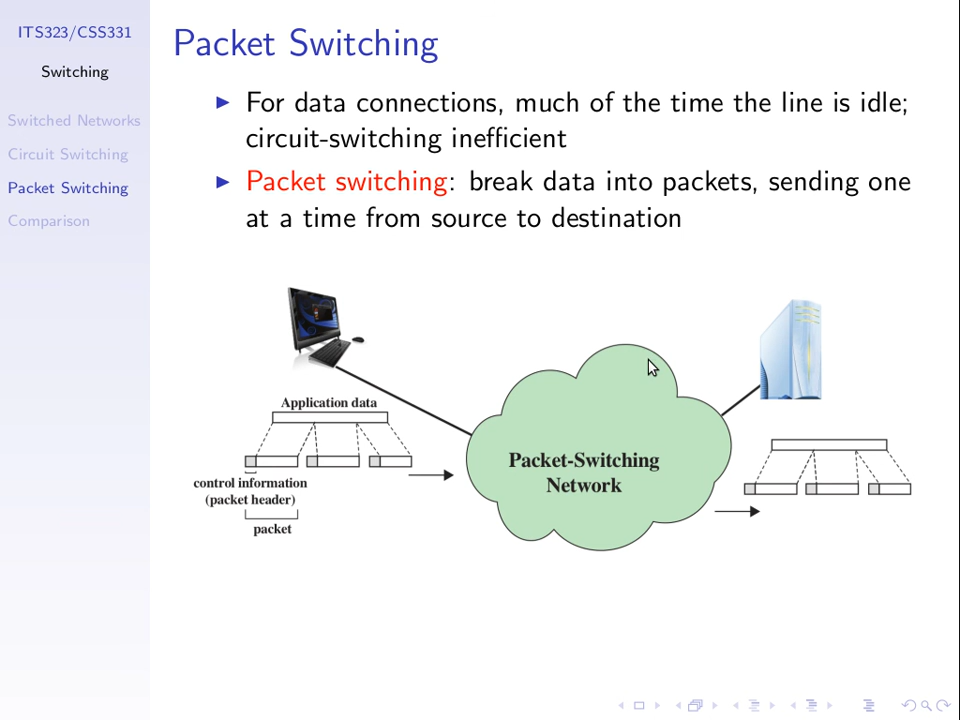 ITS323/CSS331
Switching
Switched Networks
Circuit Switching
Packet Switching
Comparison
Packet Switching
For data connections, much of the time the line is idle;
circuit-switching inefficient
Packet switching: break data into packets, sending one
at a time from source to destination
Application data
control information
(packet header)
packet
Packet-Switching
Network